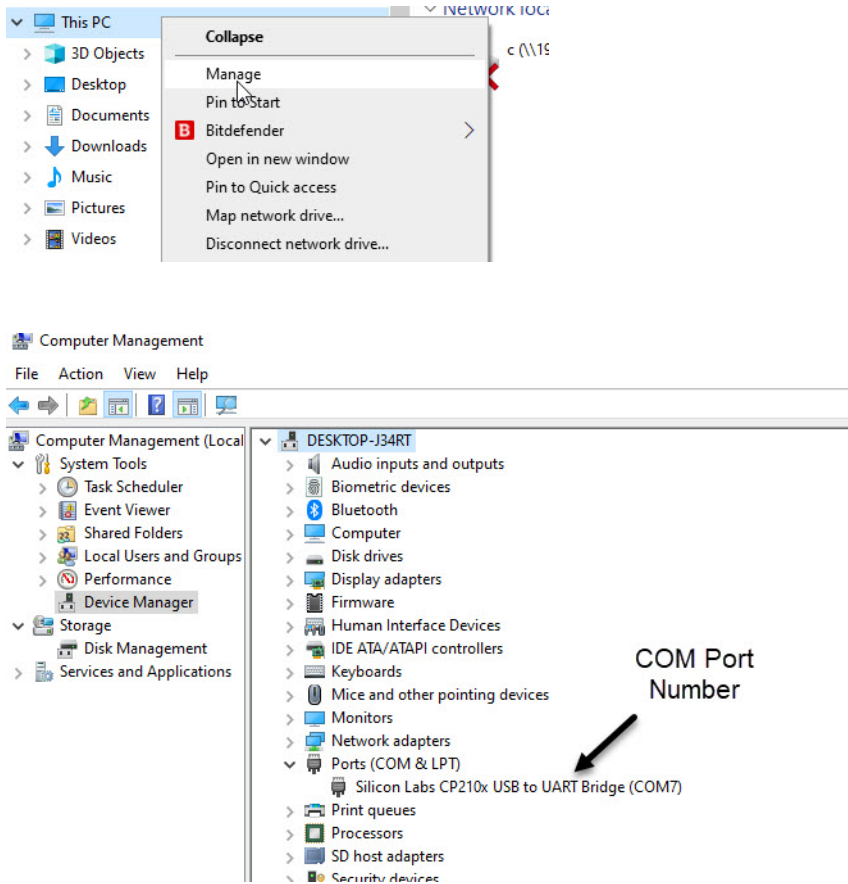 Network loca
This PC
Collapse
3D Objects
c (\\19
Manage
Desktop
Pin to Start
Documents
B Bitdefender
Downloads
Open in new window
Music
Pin to Quick access
Pictures
Map network drive...
Videos
Disconnect network drive...
Computer Management
File Action View Help
Computer Management (Local
System Tools
Task Scheduler
Event Viewer
Shared Folders
Local Users and Groups
Performance
Device Manager
Storage
Disk Management
Services and Applications
DESKTOP-J34RT
Audio inputs and outputs
Biometric devices
Bluetooth
Computer
Disk drives
Display adapters
Firmware
Human Interface Devices
IDE ATA/ATAPI controllers
Keyboards
Mice and other pointing devices
Monitors
Network adapters
Ports (COM & LPT)
Silicon Labs CP210x USB to UART Bridge (COM7)
Print queues
Processors
SD host adapters
Security devices
COM Port
Number